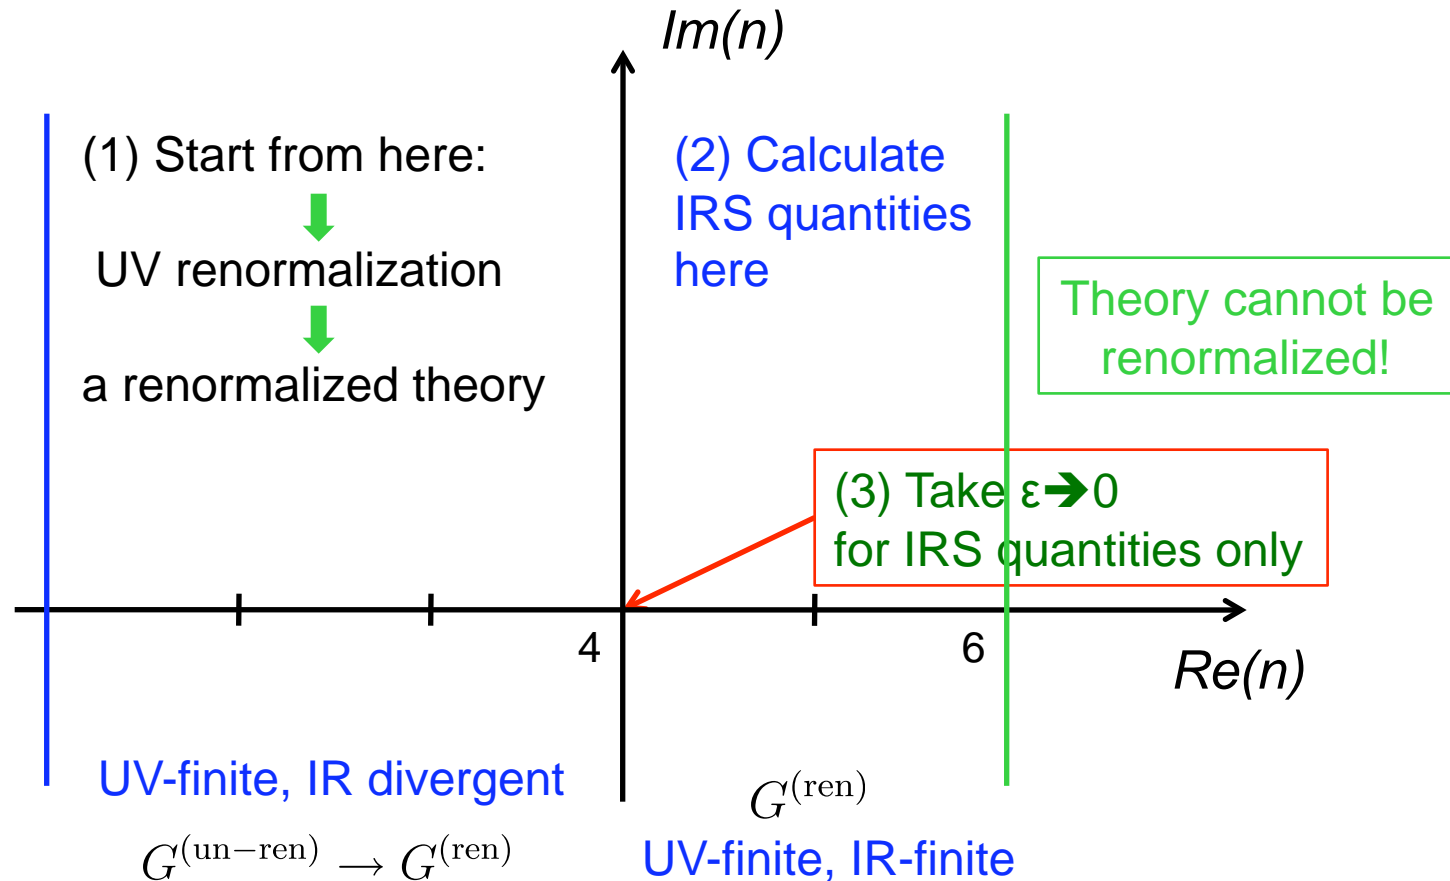 Im(n)
(1) Start from here:
UV renormalization
a renormalized theory
(2) Calculate
IRS quantities
here
Theory cannot be
renormalized!
(3) Take ε➔0
for IRS quantities only
4
6
Re(n)
UV-finite, IR divergent
G^(un−ren) → G^(ren)
G^(ren)
UV-finite, IR-finite